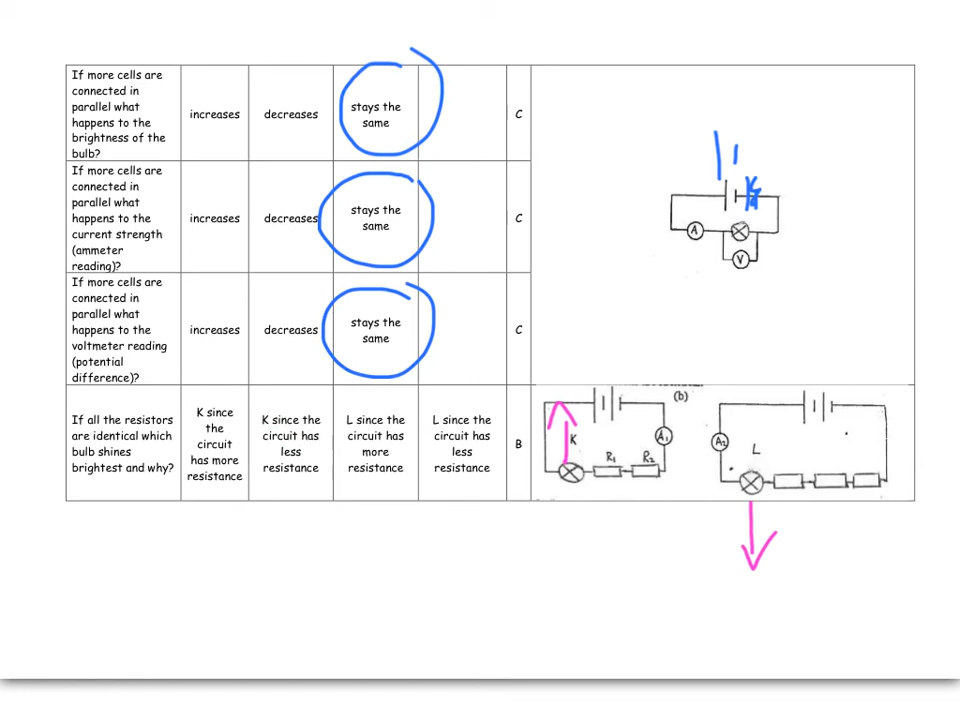 If more cells are
connected in
parallel what
happens to the
brightness of the
bulb?
increases
decreases
stays the
same
C
If more cells are
connected in
parallel what
happens to the
current strength
(ammeter
reading)?
increases
decreases
stays the
same
C
A
V
If more cells are
connected in
parallel what
happens to the
voltmeter reading
(potential
difference)?
increases
decreases
stays the
same
C
If all the resistors
are identical which
bulb shines
brightest and why?
K since
the
circuit
has more
resistance
K since the
circuit has
less
resistance
L since the
circuit has
more
resistance
L since the
circuit has
less
resistance
B
(b)
K
A1
R1
R2
A2
L